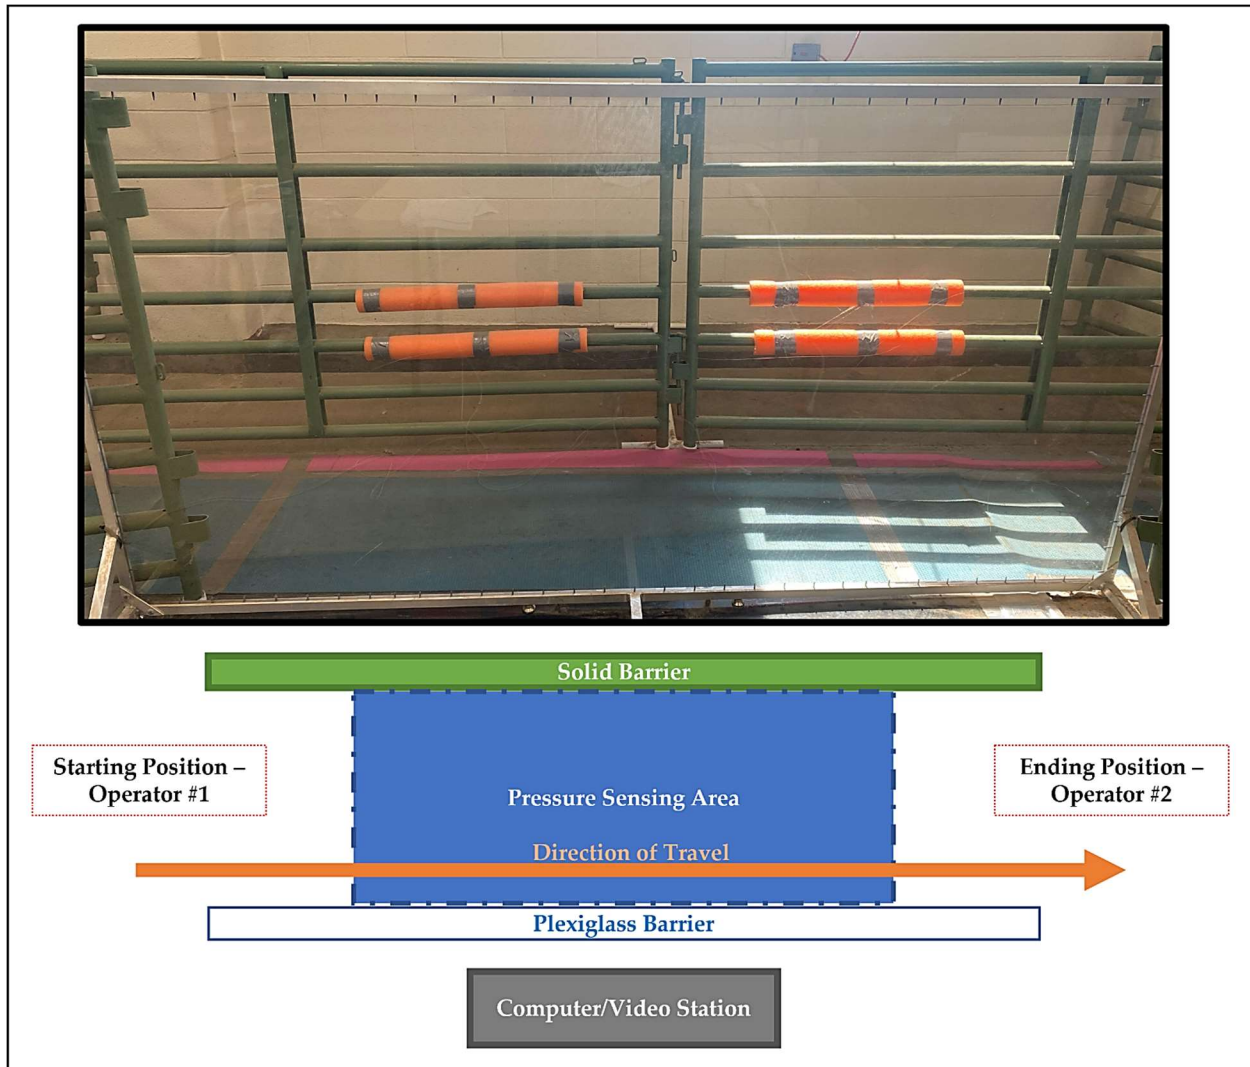 Solid Barrier
Starting Position –
Operator #1
Pressure Sensing Area
Ending Position –
Operator #2
Direction of Travel
Plexiglass Barrier
Computer/Video Station